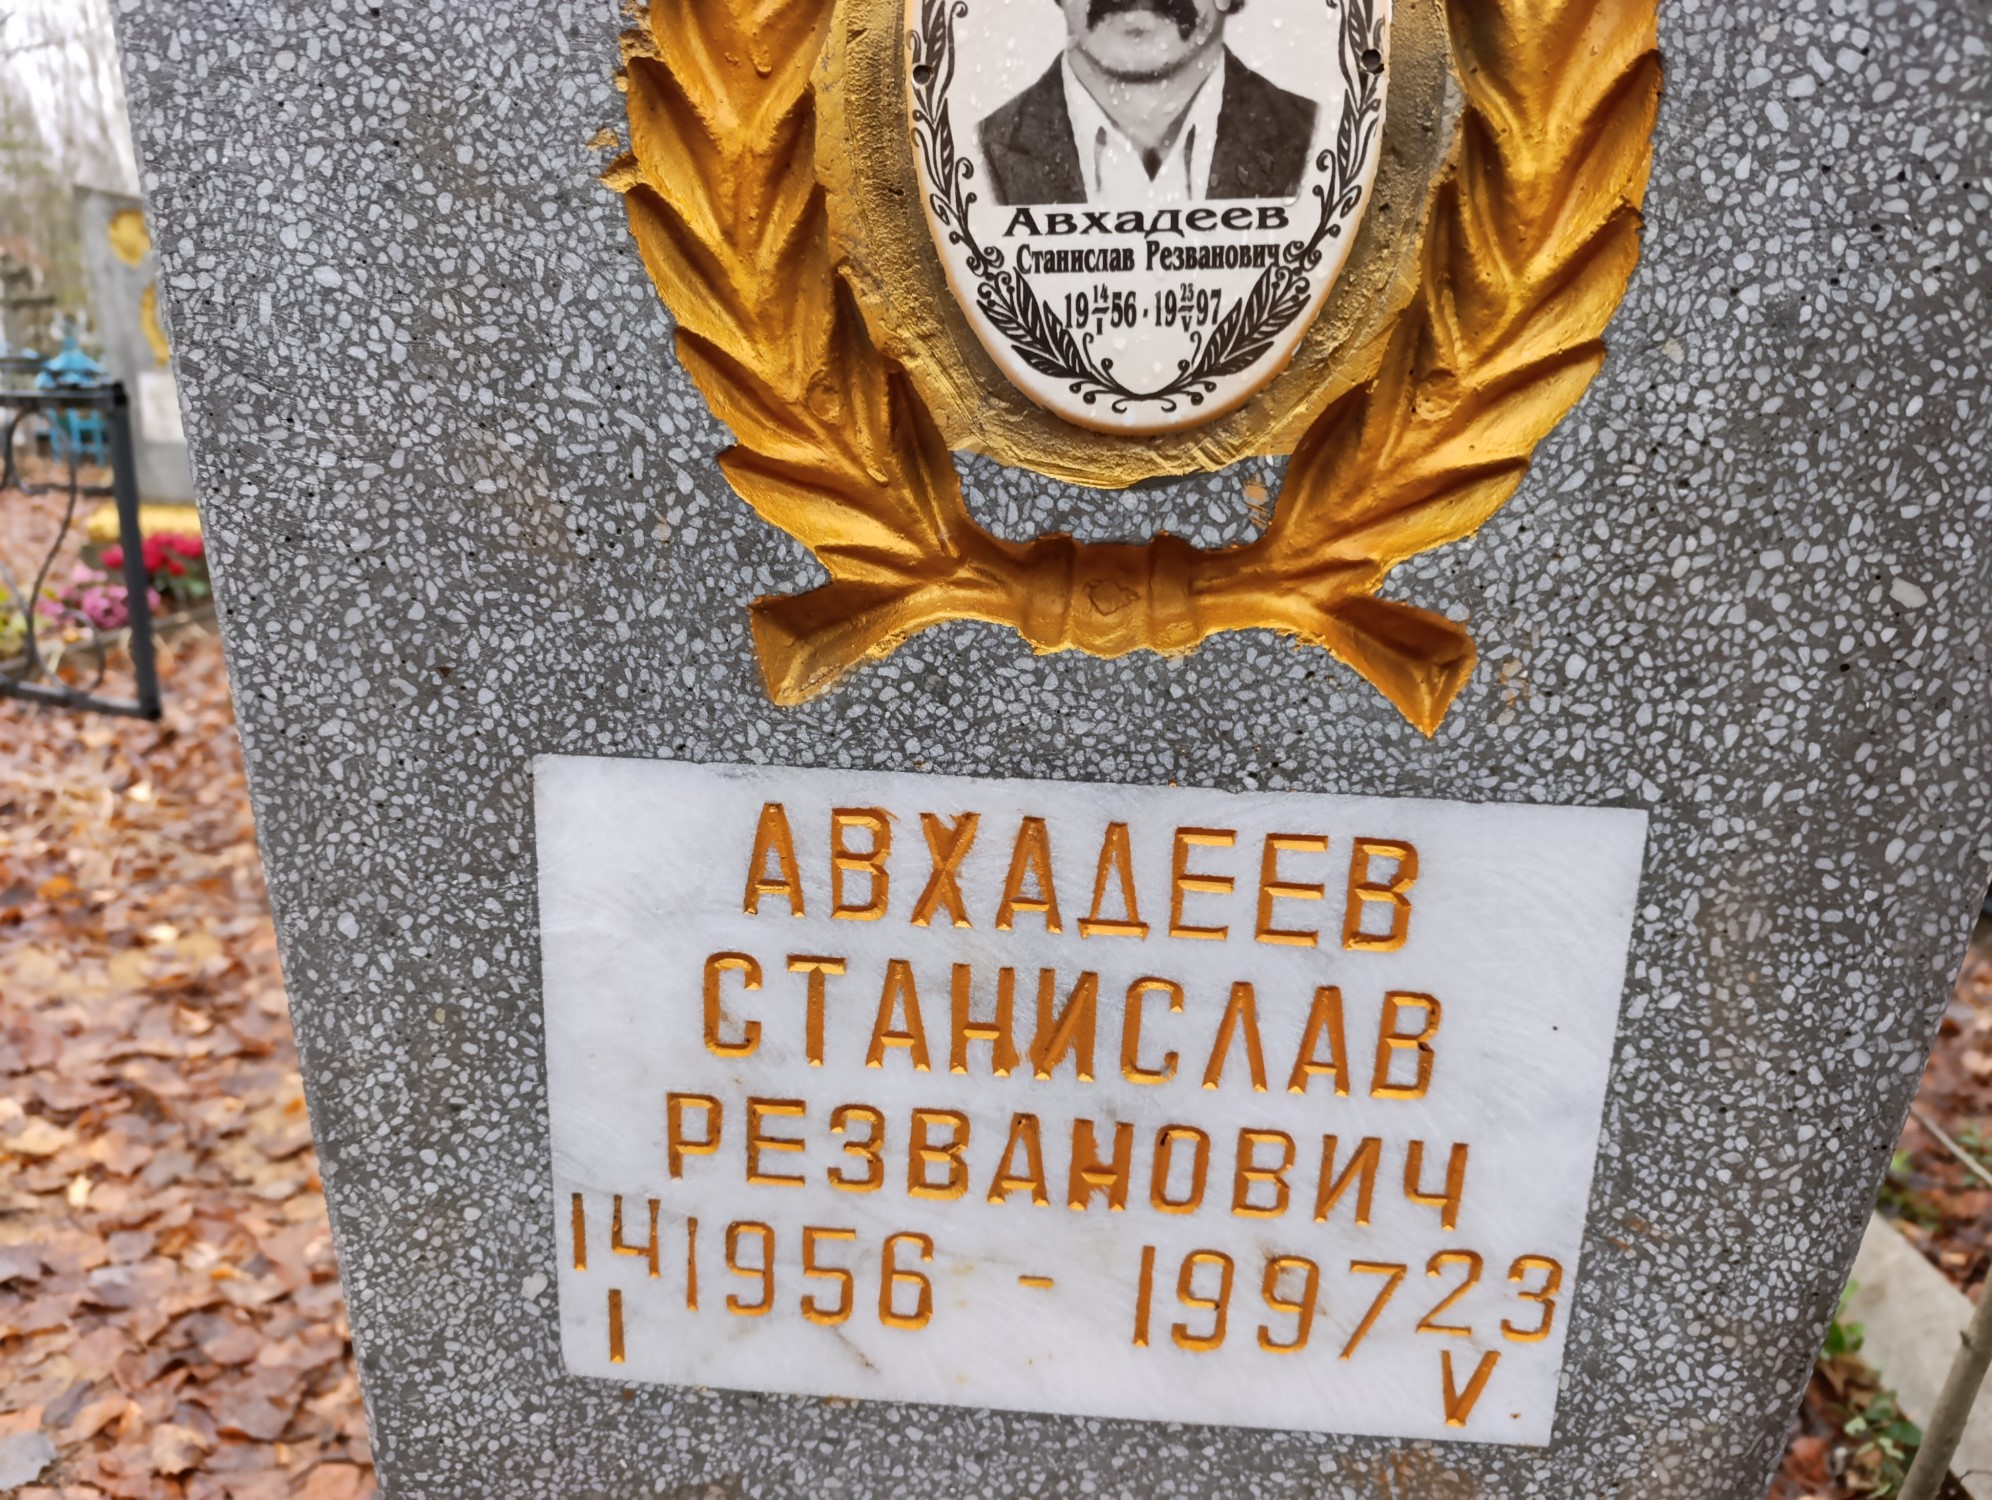 Авхадеев
Станислав Резванович
19 14/I 56 - 19 23/V 97
АВХАДЕЕВ
СТАНИСЛАВ
РЕЗВАНОВИЧ
14/I 1956 - 1997 23/V